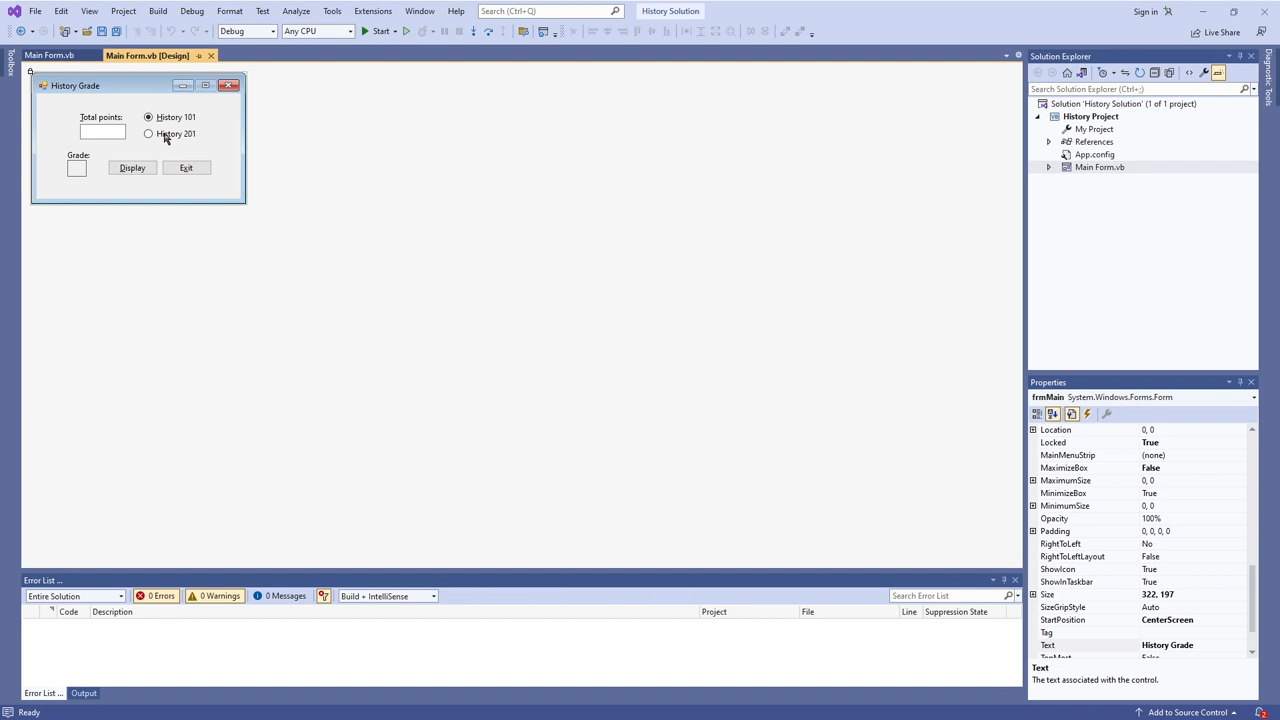 File Edit View Project Build Debug Format Test Analyze Tools Extensions Window Help Search (Ctrl+Q) History Solution Sign in
Debug Any CPU Start Live Share
Main Form.vb Main Form.vb [Design]
Toolbox
History Grade
Total points: History 101
History 201
Grade:
Display Exit
Solution Explorer
Search Solution Explorer (Ctrl+;)
Solution 'History Solution' (1 of 1 project)
VB History Project
My Project
References
App.config
Main Form.vb
Diagnostic Tools
Properties
frmMain System.Windows.Forms.Form
Location 0, 0
Locked True
MainMenuStrip (none)
MaximizeBox False
MaximumSize 0, 0
MinimizeBox True
MinimumSize 0, 0
Opacity 100%
Padding 0, 0, 0, 0
RightToLeft No
RightToLeftLayout False
ShowIcon True
ShowInTaskbar True
Size 322, 197
SizeGripStyle Auto
StartPosition CenterScreen
Tag
Text History Grade
TopMost False
Text
The text associated with the control.
Error List ...
Entire Solution 0 Errors 0 Warnings 0 Messages Build + IntelliSense Search Error List
Code Description Project File Line Suppression State
Error List ... Output
Ready Add to Source Control 2